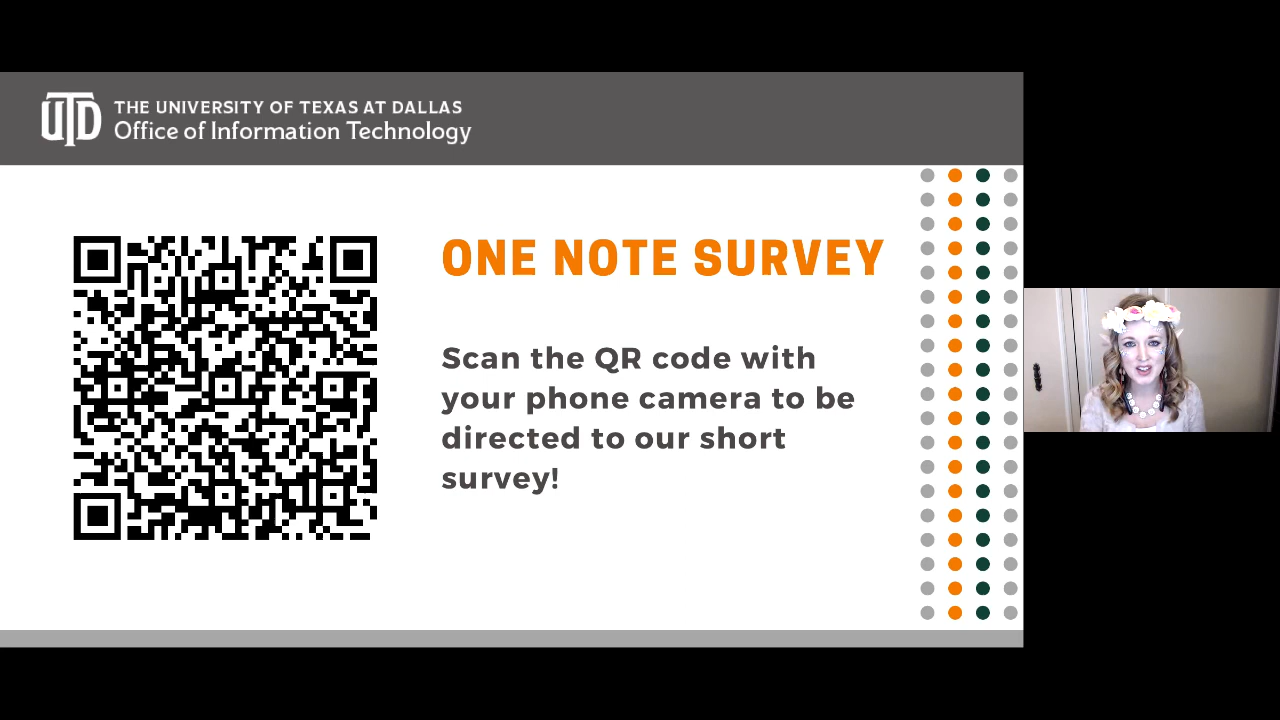 UTD
THE UNIVERSITY OF TEXAS AT DALLAS
Office of Information Technology
ONE NOTE SURVEY
Scan the QR code with
your phone camera to be
directed to our short
survey!